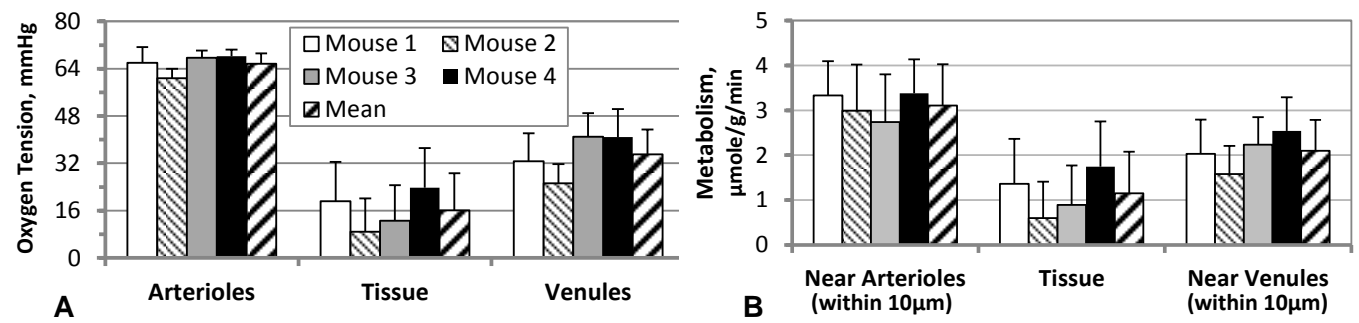 Oxygen Tension, mmHg
80
64
48
32
16
0
Mouse 1 Mouse 2
Mouse 3 Mouse 4
Mean
Arterioles Tissue Venules
A
Metabolism,
µmole/g/min
5
4
3
2
1
0
Near Arterioles Tissue Near Venules
(within 10µm) (within 10µm)
B